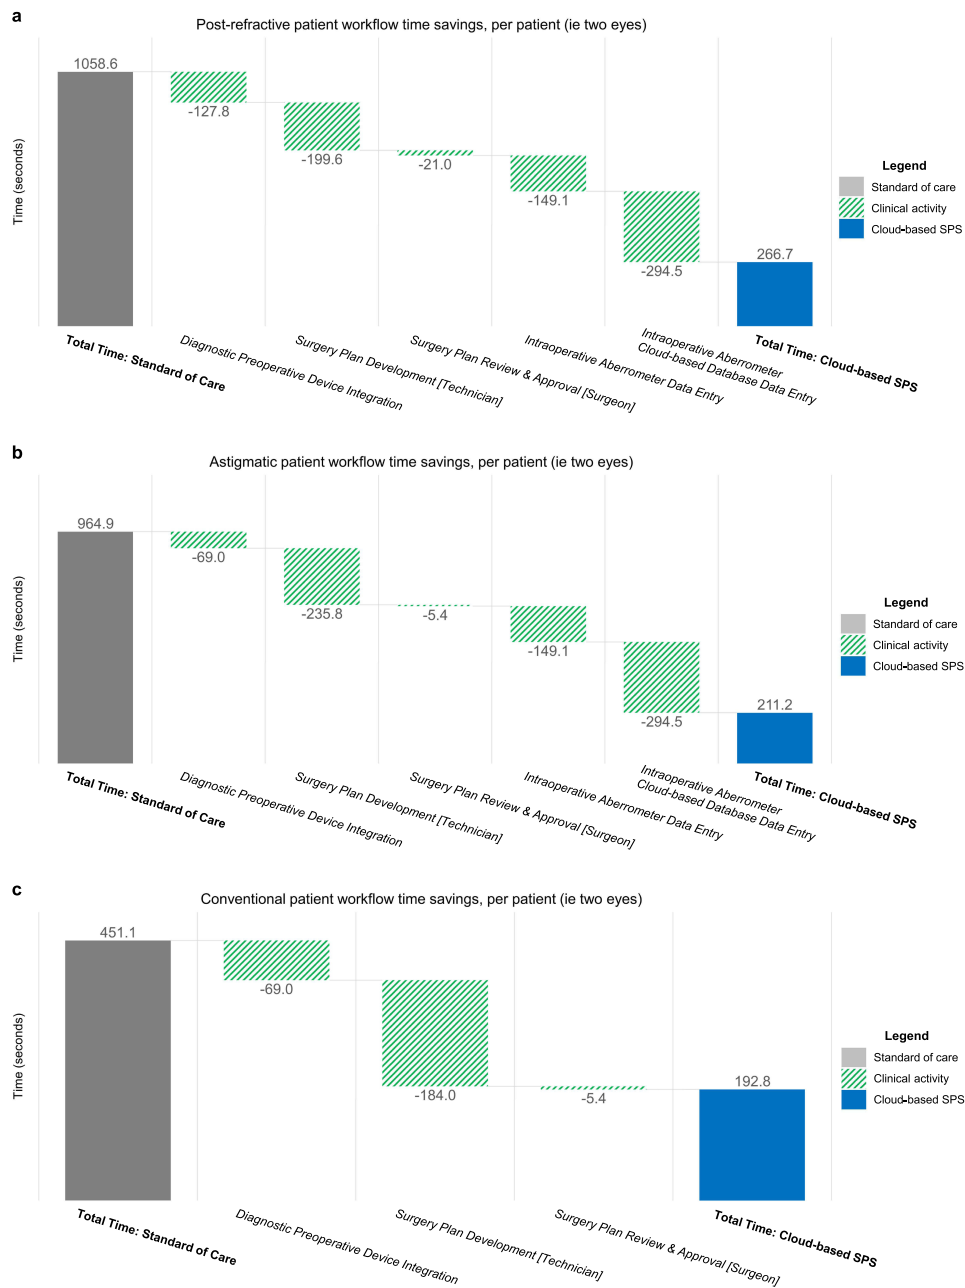 a
Post-refractive patient workflow time savings, per patient (ie two eyes)
Time (seconds)
1058.6
-127.8
-199.6
-21.0
-149.1
-294.5
266.7
Total Time: Standard of Care
Diagnostic Preoperative Device Integration
Surgery Plan Development [Technician]
Surgery Plan Review & Approval [Surgeon]
Intraoperative Aberrometer Data Entry
Intraoperative Aberrometer
Cloud-based Database Data Entry
Total Time: Cloud-based SPS
Legend
Standard of care
Clinical activity
Cloud-based SPS
b
Astigmatic patient workflow time savings, per patient (ie two eyes)
Time (seconds)
964.9
-69.0
-235.8
-5.4
-149.1
-294.5
211.2
Total Time: Standard of Care
Diagnostic Preoperative Device Integration
Surgery Plan Development [Technician]
Surgery Plan Review & Approval [Surgeon]
Intraoperative Aberrometer Data Entry
Intraoperative Aberrometer
Cloud-based Database Data Entry
Total Time: Cloud-based SPS
Legend
Standard of care
Clinical activity
Cloud-based SPS
c
Conventional patient workflow time savings, per patient (ie two eyes)
Time (seconds)
451.1
-69.0
-184.0
-5.4
192.8
Total Time: Standard of Care
Diagnostic Preoperative Device Integration
Surgery Plan Development [Technician]
Surgery Plan Review & Approval [Surgeon]
Total Time: Cloud-based SPS
Legend
Standard of care
Clinical activity
Cloud-based SPS